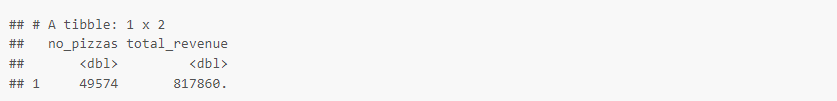 ## # A tibble: 1 x 2
##   no_pizzas total_revenue
##       <dbl>         <dbl>
## 1     49574       817860.